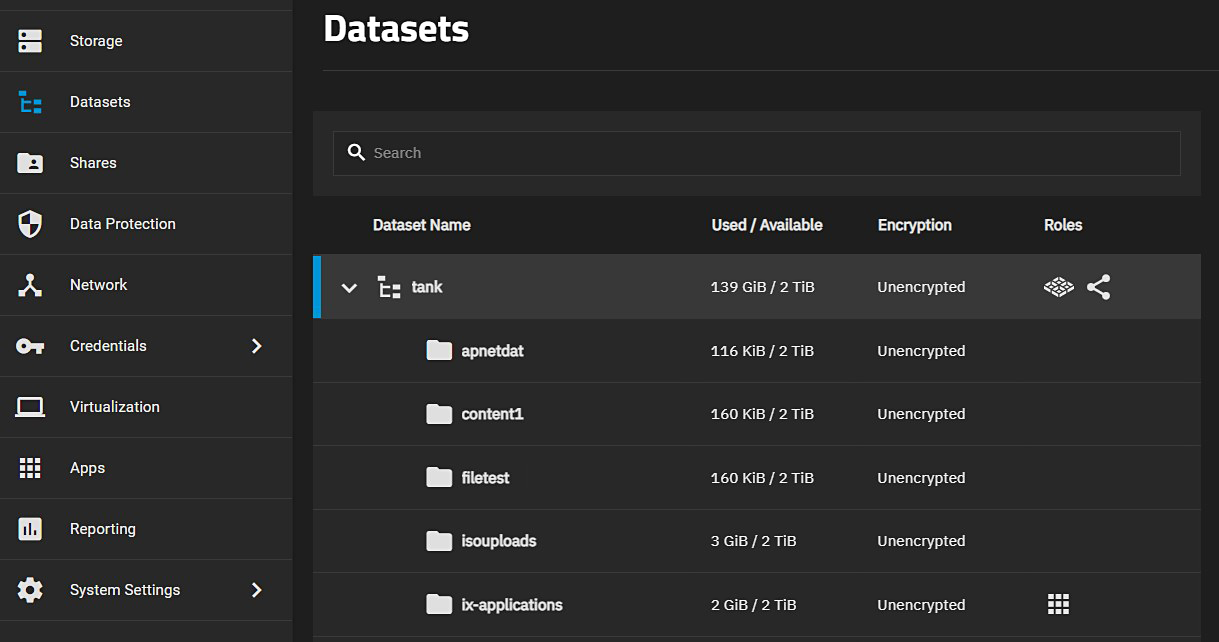 Datasets
Storage
Datasets
Shares
Data Protection
Network
Credentials
Virtualization
Apps
Reporting
System Settings
Search
Dataset Name Used / Available Encryption Roles
tank 139 GiB / 2 TiB Unencrypted
apnetdat 116 KiB / 2 TiB Unencrypted
content1 160 KiB / 2 TiB Unencrypted
filetest 160 KiB / 2 TiB Unencrypted
isouploads 3 GiB / 2 TiB Unencrypted
ix-applications 2 GiB / 2 TiB Unencrypted